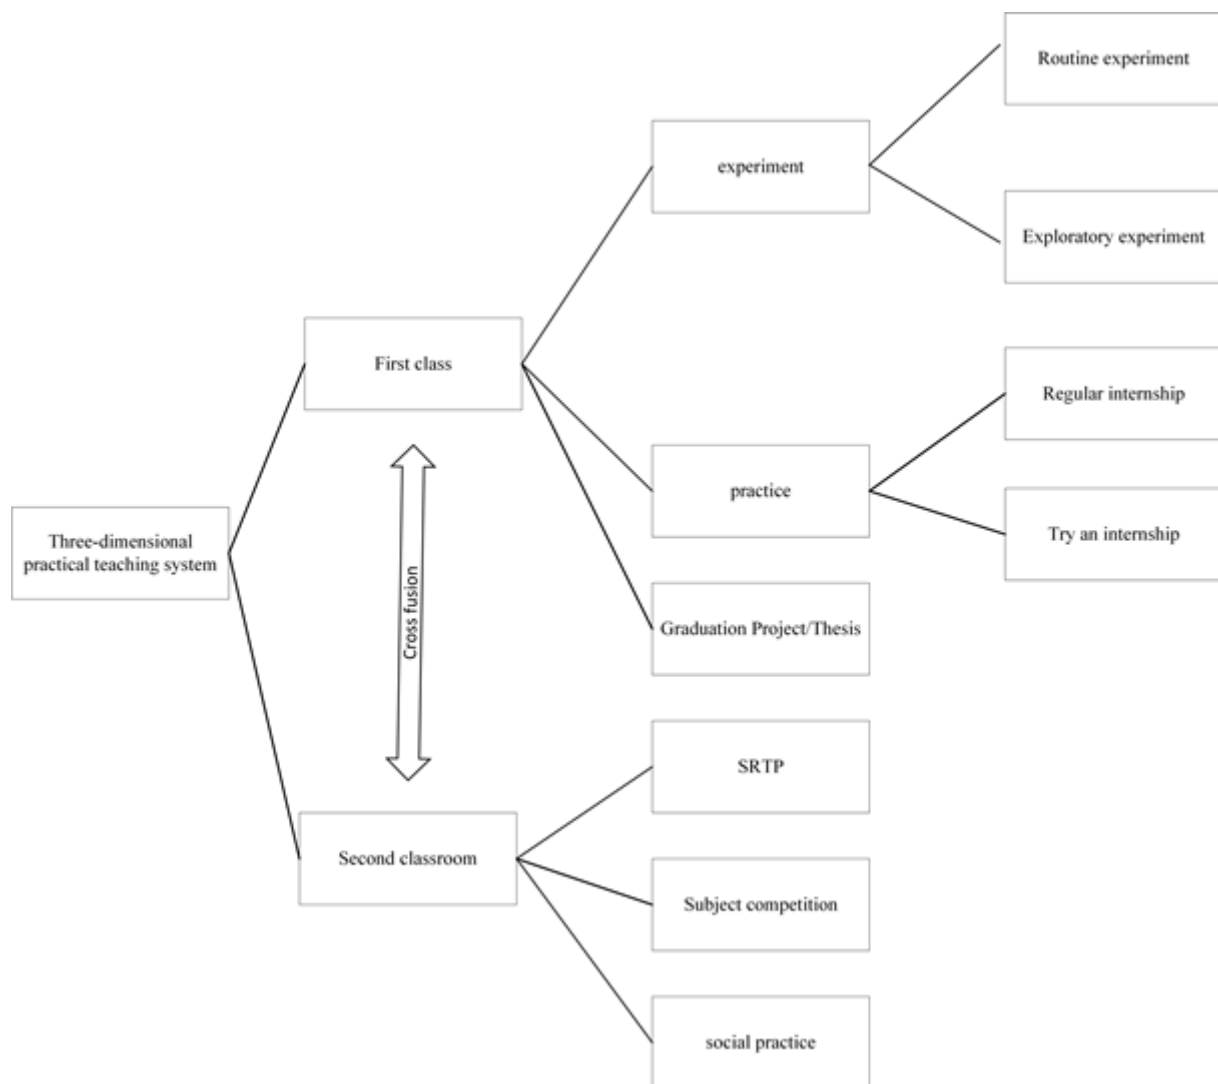 Three-dimensional
practical teaching system
First class
Cross fusion
Second classroom
experiment
practice
Graduation Project/Thesis
SRTP
Subject competition
social practice
Routine experiment
Exploratory experiment
Regular internship
Try an internship